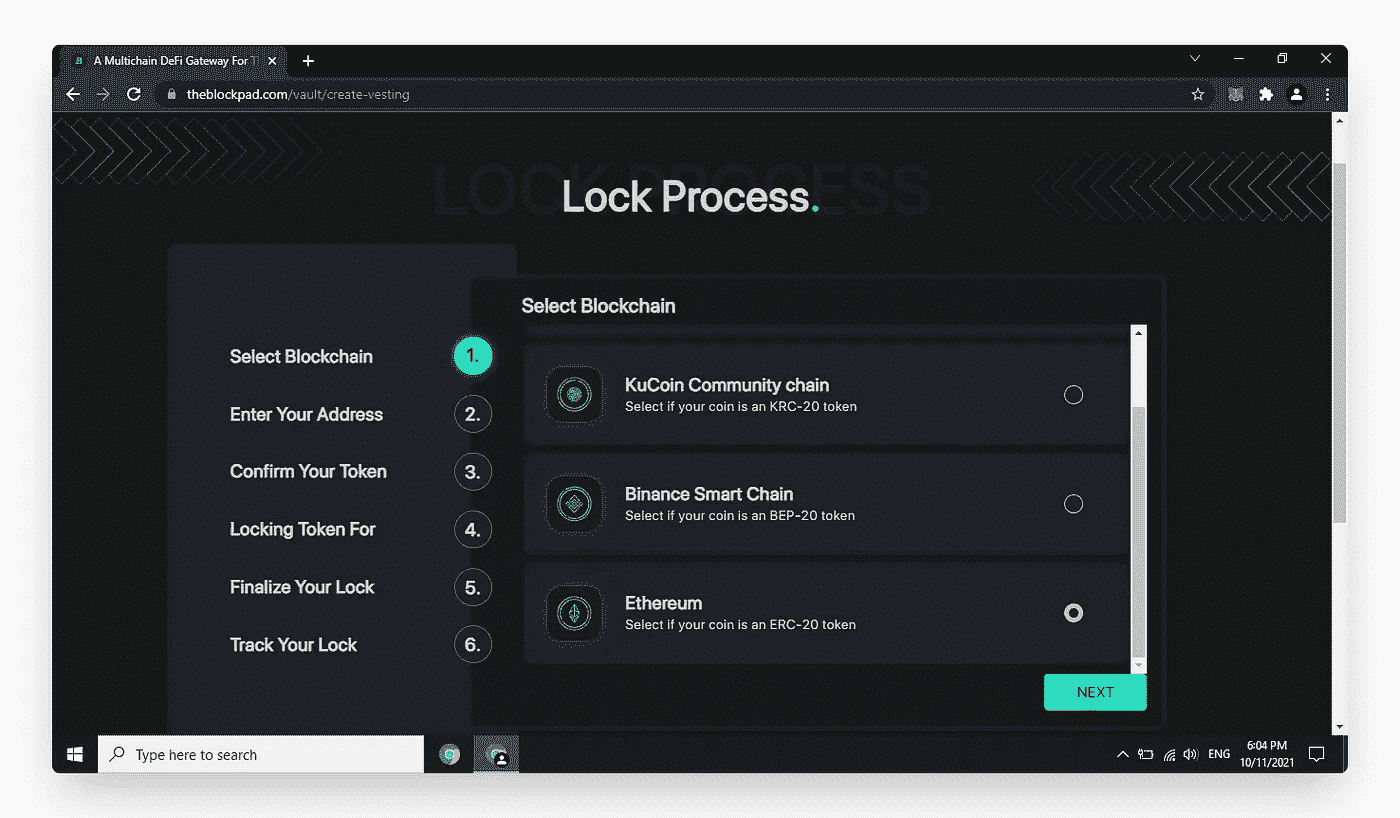 A Multichain DeFi Gateway For T
theblockpad.com/vault/create-vesting
LOCK PROCESS.
Lock Process.
Select Blockchain
Select Blockchain 1.
Enter Your Address 2.
Confirm Your Token 3.
Locking Token For 4.
Finalize Your Lock 5.
Track Your Lock 6.
KuCoin Community chain
Select if your coin is an KRC-20 token
Binance Smart Chain
Select if your coin is an BEP-20 token
Ethereum
Select if your coin is an ERC-20 token
NEXT
Type here to search
ENG
6:04 PM
10/11/2021